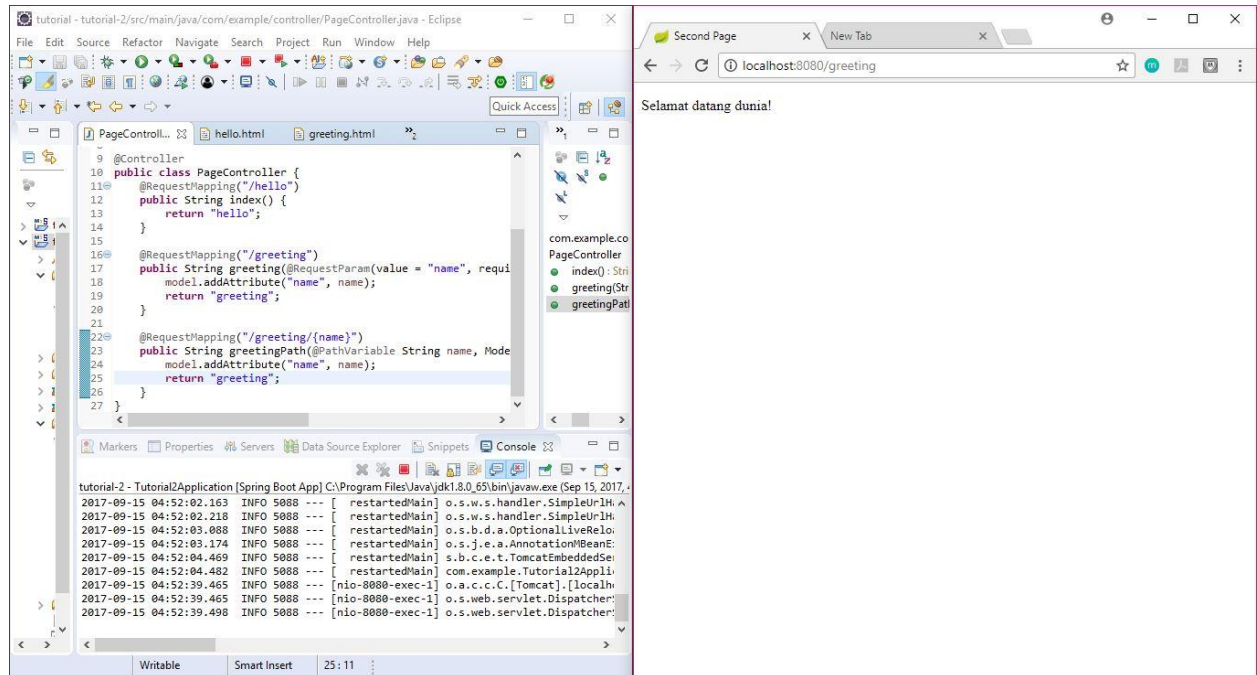 tutorial - tutorial-2/src/main/java/com/example/controller/PageController.java - Eclipse
File Edit Source Refactor Navigate Search Project Run Window Help
Quick Access
PageControll... hello.html greeting.html »2
»1
9 @Controller
10 public class PageController {
11 @RequestMapping("/hello")
12 public String index() {
13 return "hello";
14 }
15
16 @RequestMapping("/greeting")
17 public String greeting(@RequestParam(value = "name", requi
18 model.addAttribute("name", name);
19 return "greeting";
20 }
21
22 @RequestMapping("/greeting/{name}")
23 public String greetingPath(@PathVariable String name, Mode
24 model.addAttribute("name", name);
25 return "greeting";
26 }
27 }
com.example.co
PageController
index() : Stri
greeting(Str
greetingPatl
Markers Properties Servers Data Source Explorer Snippets Console
tutorial-2 - Tutorial2Application [Spring Boot App] C:\Program Files\Java\jdk1.8.0_65\bin\javaw.exe (Sep 15, 2017, 
2017-09-15 04:52:02.163 INFO 5088 --- [ restartedMain] o.s.w.s.handler.SimpleUrlH
2017-09-15 04:52:02.218 INFO 5088 --- [ restartedMain] o.s.w.s.handler.SimpleUrlHa
2017-09-15 04:52:03.088 INFO 5088 --- [ restartedMain] o.s.b.d.a.OptionalLiveReloa
2017-09-15 04:52:03.174 INFO 5088 --- [ restartedMain] o.s.j.e.a.AnnotationMBeanE
2017-09-15 04:52:04.469 INFO 5088 --- [ restartedMain] s.b.c.e.t.TomcatEmbeddedSe
2017-09-15 04:52:04.482 INFO 5088 --- [ restartedMain] com.example.Tutorial2Appli
2017-09-15 04:52:39.465 INFO 5088 --- [nio-8080-exec-1] o.a.c.c.C.[Tomcat].[localh
2017-09-15 04:52:39.465 INFO 5088 --- [nio-8080-exec-1] o.s.web.servlet.Dispatcher
2017-09-15 04:52:39.498 INFO 5088 --- [nio-8080-exec-1] o.s.web.servlet.Dispatcher
Writable Smart Insert 25 : 11
Second Page New Tab
localhost:8080/greeting
Selamat datang dunia!